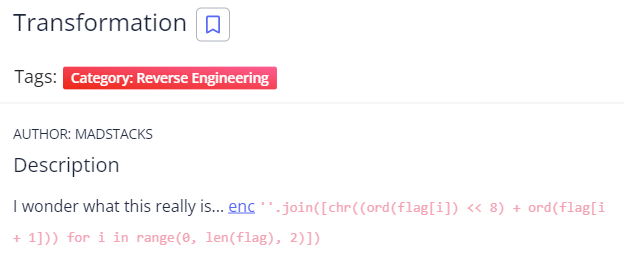 Transformation
Tags: Category: Reverse Engineering
AUTHOR: MADSTACKS
Description
I wonder what this really is... enc ''.join([chr((ord(flag[i]) << 8) + ord(flag[i
+ 1])) for i in range(0, len(flag), 2)])